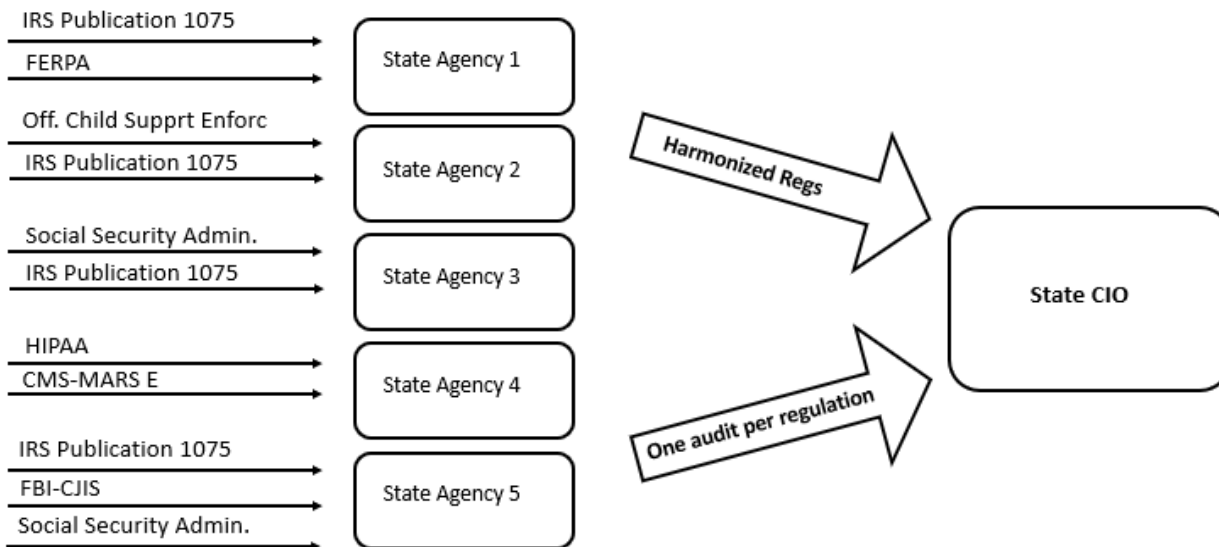 IRS Publication 1075
FERPA
State Agency 1
Off. Child Supprt Enforc
IRS Publication 1075
State Agency 2
Social Security Admin.
IRS Publication 1075
State Agency 3
HIPAA
CMS-MARS E
State Agency 4
IRS Publication 1075
FBI-CJIS
Social Security Admin.
State Agency 5
Harmonized Regs
One audit per regulation
State CIO